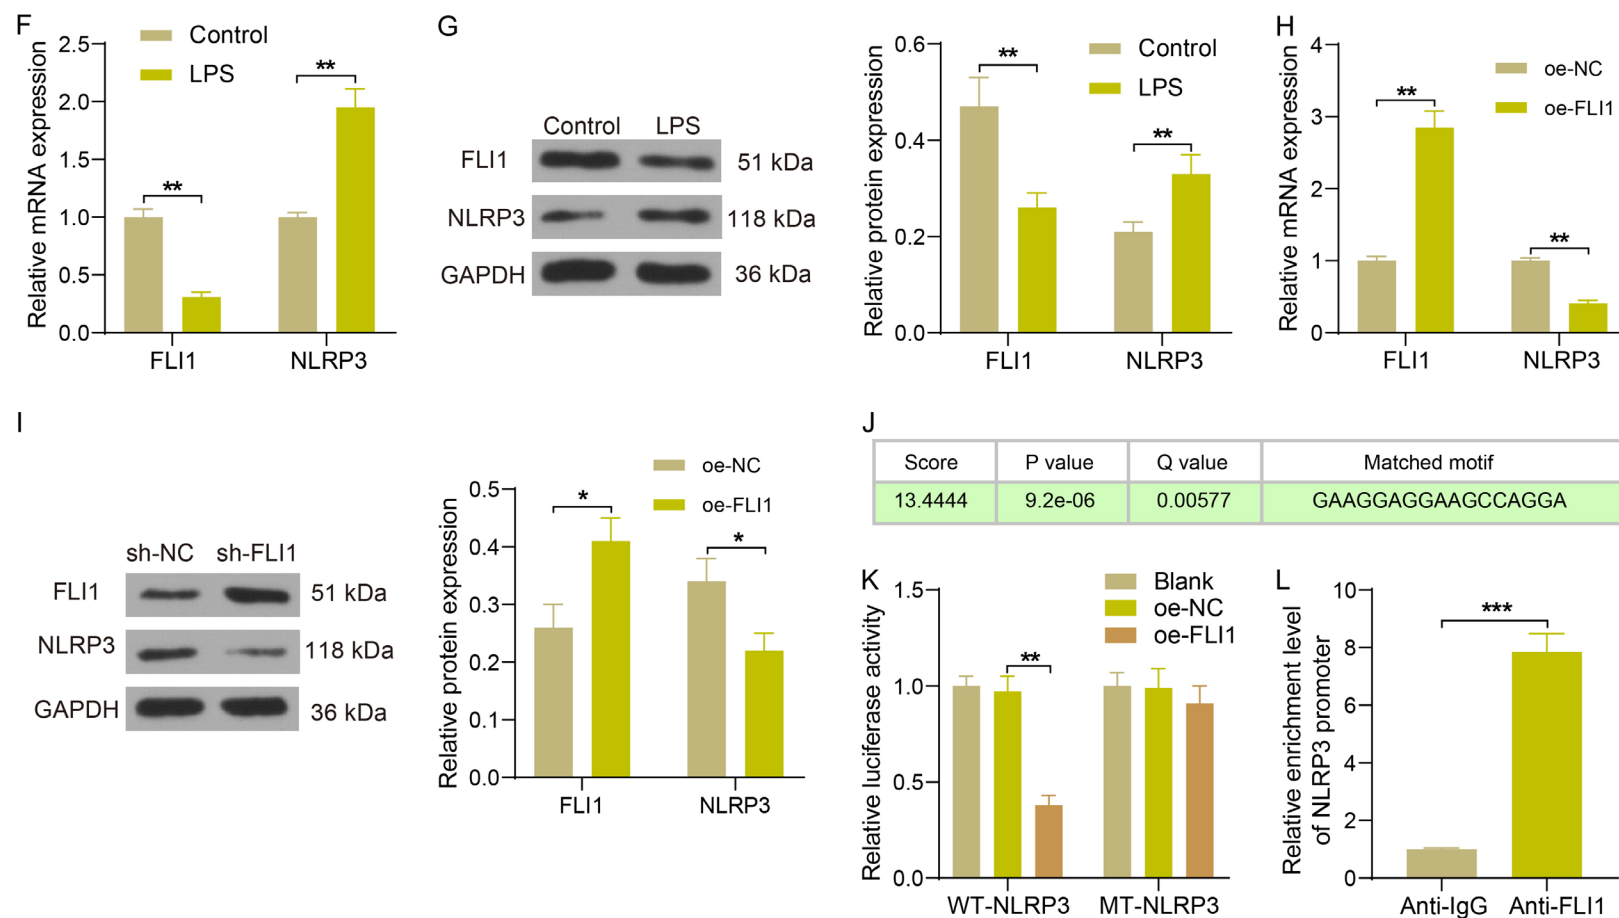 F
Control
LPS
Relative mRNA expression
2.5
2.0
1.5
1.0
0.5
0.0
**
**
FLI1
NLRP3
G
Control
LPS
FLI1
51 kDa
NLRP3
118 kDa
GAPDH
36 kDa
Control
LPS
Relative protein expression
0.6
0.4
0.2
0.0
**
**
FLI1
NLRP3
H
oe-NC
oe-FLI1
Relative mRNA expression
4
3
2
1
0
**
**
FLI1
NLRP3
I
sh-NC
sh-FLI1
FLI1
51 kDa
NLRP3
118 kDa
GAPDH
36 kDa
oe-NC
oe-FLI1
Relative protein expression
0.5
0.4
0.3
0.2
0.1
0.0
*
*
FLI1
NLRP3
J
Score P value Q value Matched motif
13.4444 9.2e-06 0.00577 GAAGGAGGAAGCCAGGA
K
Blank
oe-NC
oe-FLI1
Relative luciferase activity
1.5
1.0
0.5
0.0
**
WT-NLRP3
MT-NLRP3
L
Relative enrichment level
of NLRP3 promoter
10
8
6
4
2
0
***
Anti-IgG
Anti-FLI1